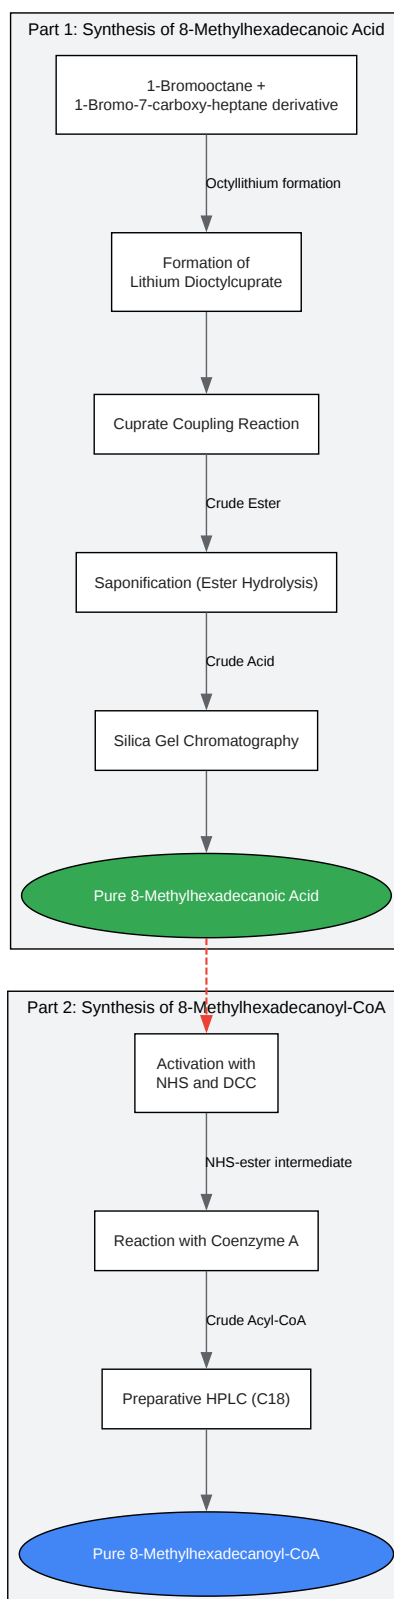 Part 1: Synthesis of 8-Methylhexadecanoic Acid
1-Bromooctane +
1-Bromo-7-carboxy-heptane derivative
Octyllithium formation
Formation of
Lithium Dioctylcuprate
Cuprate Coupling Reaction
Crude Ester
Saponification (Ester Hydrolysis)
Crude Acid
Silica Gel Chromatography
Pure 8-Methylhexadecanoic Acid
Part 2: Synthesis of 8-Methylhexadecanoyl-CoA
Activation with
NHS and DCC
NHS-ester intermediate
Reaction with Coenzyme A
Crude Acyl-CoA
Preparative HPLC (C18)
Pure 8-Methylhexadecanoyl-CoA